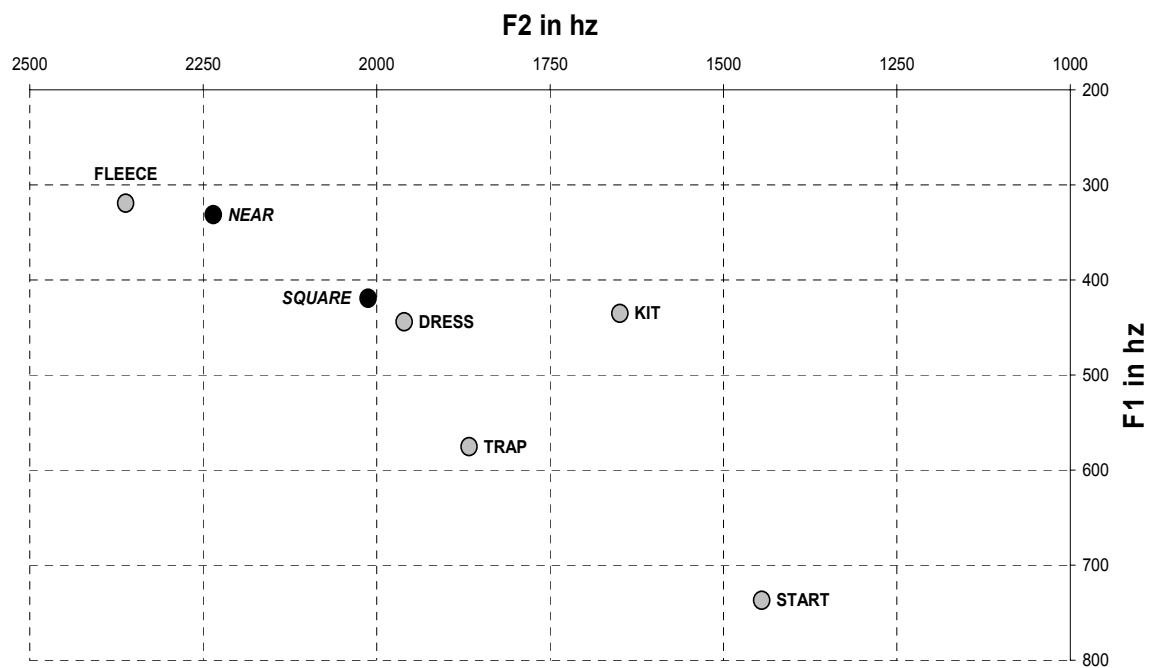 F2 in hz
2500 2250 2000 1750 1500 1250 1000
200
FLEECE
300
NEAR
400
SQUARE
DRESS
KIT
500
F1 in hz
TRAP
600
700
START
800